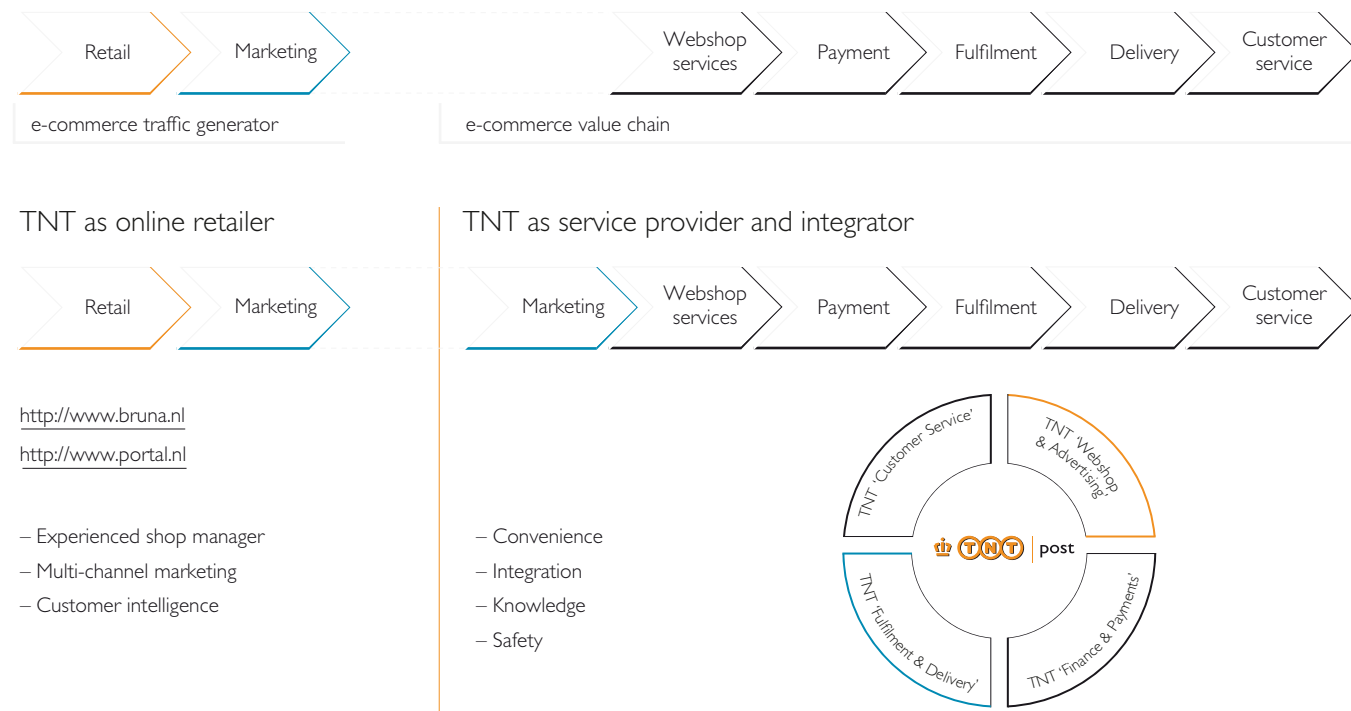 Retail
Marketing
Webshop
services
Payment
Fulfilment
Delivery
Customer
service
e-commerce traffic generator
e-commerce value chain
TNT as online retailer
TNT as service provider and integrator
Retail
Marketing
Marketing
Webshop
services
Payment
Fulfilment
Delivery
Customer
service
http://www.bruna.nl
http://www.portal.nl
– Experienced shop manager
– Multi-channel marketing
– Customer intelligence
– Convenience
– Integration
– Knowledge
– Safety
TNT ‘Customer Service’
TNT ‘Webshop
& Advertising’
TNT post
TNT ‘Fulfilment & Delivery’
TNT ‘Finance & Payments’